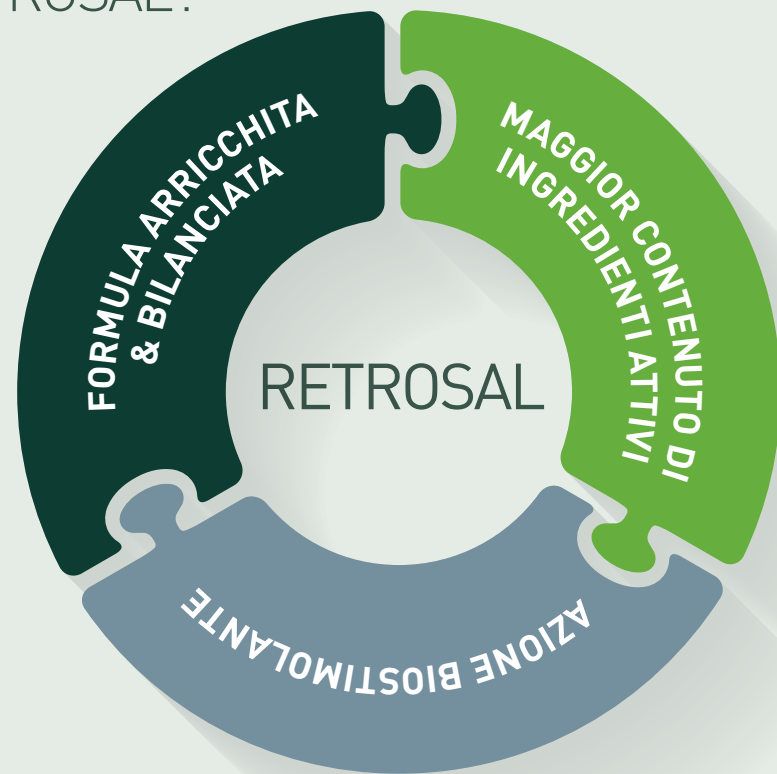 FORMULA ARRICCHITA
& BILANCIATA
MAGGIOR CONTENUTO DI
INGREDIENTI ATTIVI
RETROSAL
AZIONE BIOSTIMOLANTE